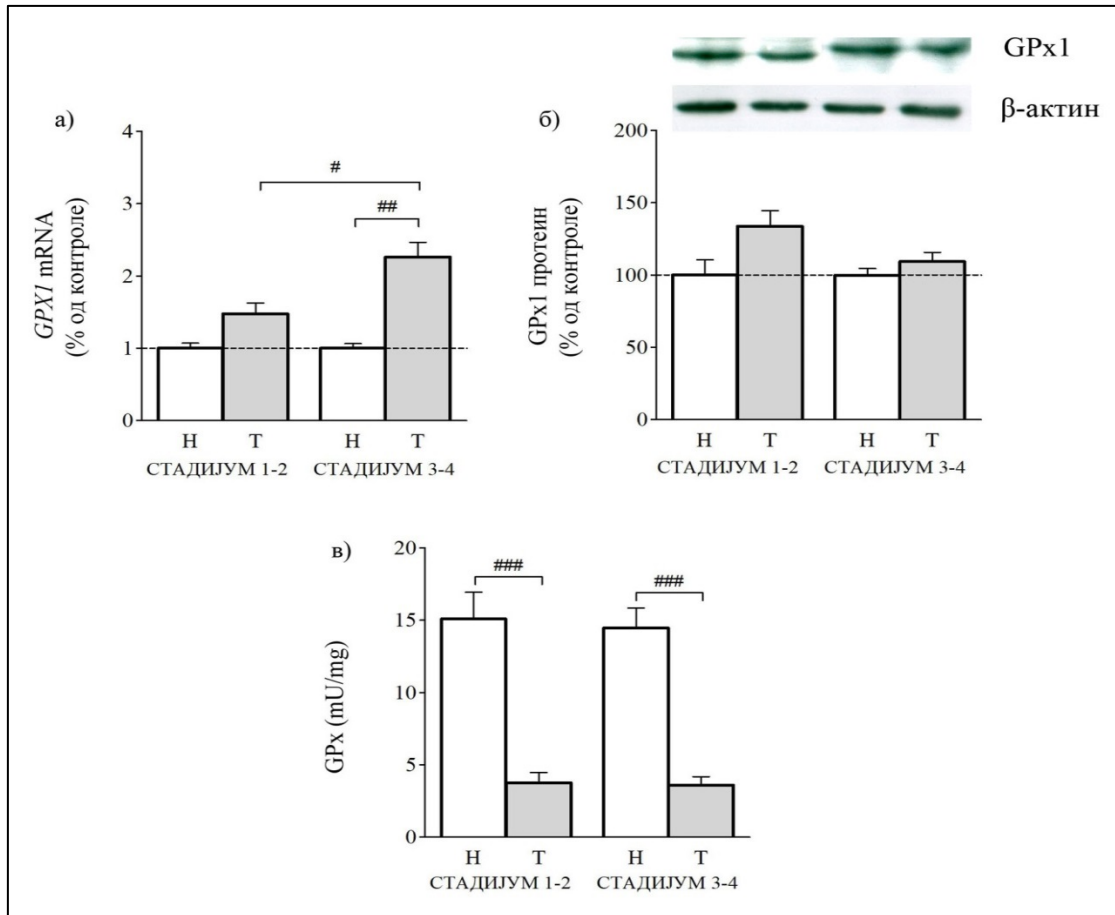 GPx1
β-актин
а)
GPX1 mRNA
(% од контроле)
4
3
2
1
0
#
##
Н Т Н Т
СТАДИЈУМ 1-2 СТАДИЈУМ 3-4
б)
GPx1 протеин
(% од контроле)
200
150
100
50
0
Н Т Н Т
СТАДИЈУМ 1-2 СТАДИЈУМ 3-4
в)
GPx (mU/mg)
20
15
10
5
0
### ###
Н Т Н Т
СТАДИЈУМ 1-2 СТАДИЈУМ 3-4